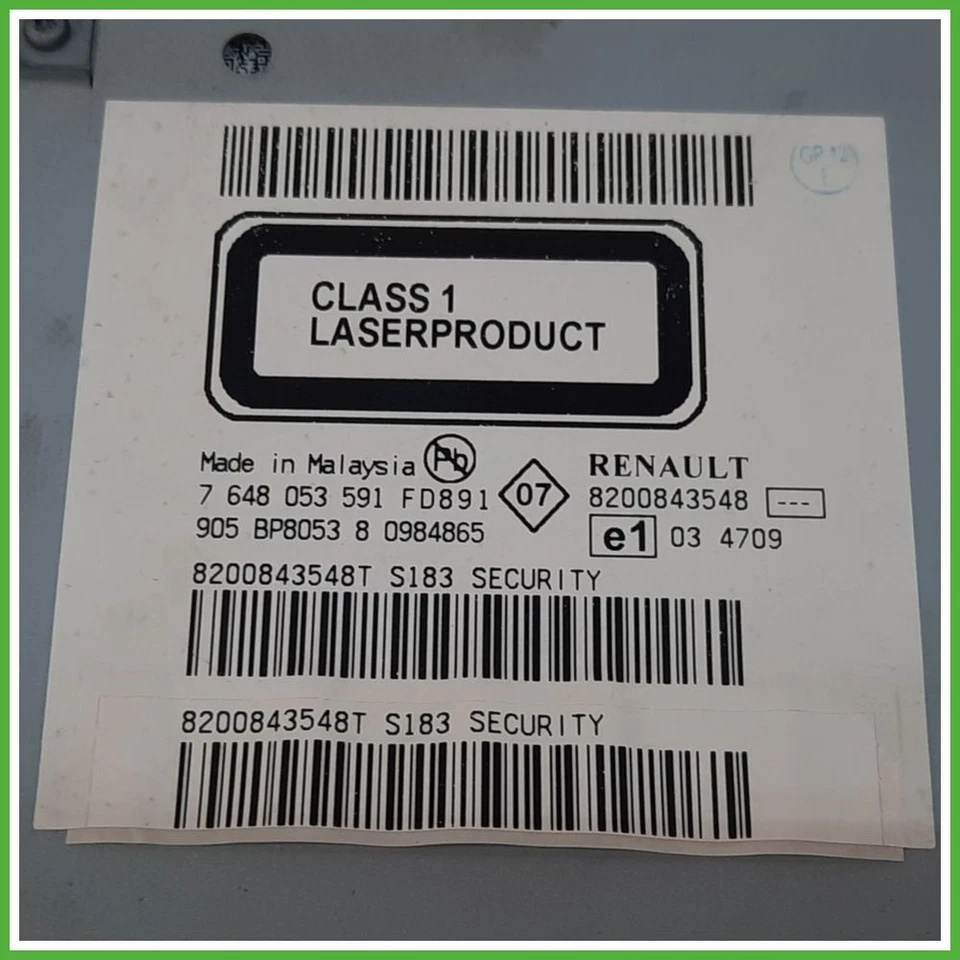 CLASS 1
LASERPRODUCT
Made in Malaysia Pb
7 648 053 591 FD891
905 BP8053 8 0984865
07
RENAULT
8200843548 ---
e1 03 4709
8200843548T S183 SECURITY
8200843548T S183 SECURITY